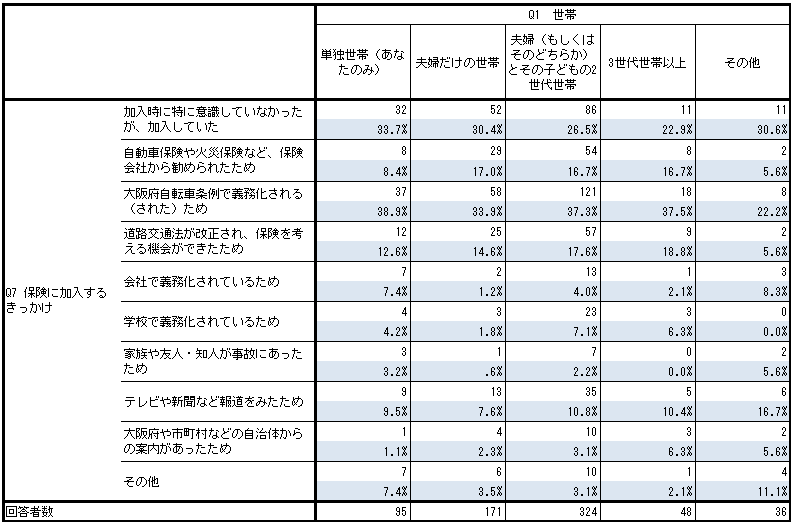 Q1 世帯
単独世帯（あなたのみ） 夫婦だけの世帯 夫婦（もしくはそのどちらか）とその子どもの2世代世帯 3世代世帯以上 その他
Q7 保険に加入するきっかけ
加入時に特に意識していなかったが、加入していた 32 52 86 11 11
33.7% 30.4% 26.5% 22.9% 30.6%
自動車保険や火災保険など、保険会社から勧められたため 8 29 54 8 2
8.4% 17.0% 16.7% 16.7% 5.6%
大阪府自転車条例で義務化される（された）ため 37 58 121 18 8
38.9% 33.9% 37.3% 37.5% 22.2%
道路交通法が改正され、保険を考える機会ができたため 12 25 57 9 2
12.6% 14.6% 17.6% 18.8% 5.6%
会社で義務化されているため 7 2 13 1 3
7.4% 1.2% 4.0% 2.1% 8.3%
学校で義務化されているため 4 3 23 3 0
4.2% 1.8% 7.1% 6.3% 0.0%
家族や友人・知人が事故にあったため 3 1 7 0 2
3.2% .6% 2.2% 0.0% 5.6%
テレビや新聞など報道をみたため 9 13 35 5 6
9.5% 7.6% 10.8% 10.4% 16.7%
大阪府や市町村などの自治体からの案内があったため 1 4 10 3 2
1.1% 2.3% 3.1% 6.3% 5.6%
その他 7 6 10 1 4
7.4% 3.5% 3.1% 2.1% 11.1%
回答者数 95 171 324 48 36